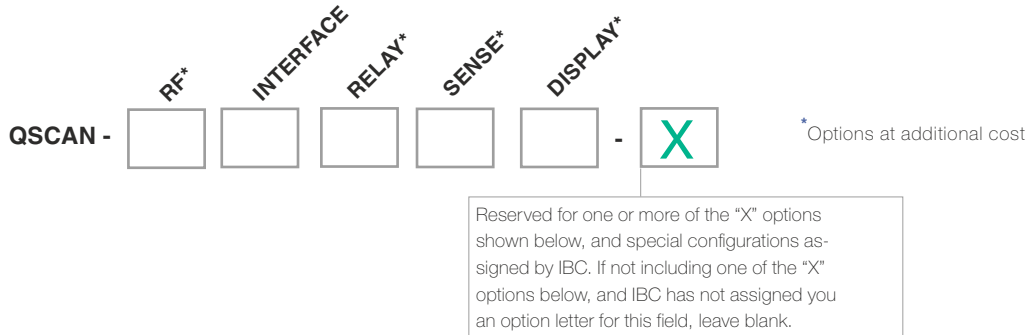 RF* INTERFACE RELAY* SENSE* DISPLAY*
QSCAN - - X *Options at additional cost
Reserved for one or more of the “X” options
shown below, and special configurations as-
signed by IBC. If not including one of the “X”
options below, and IBC has not assigned you
an option letter for this field, leave blank.